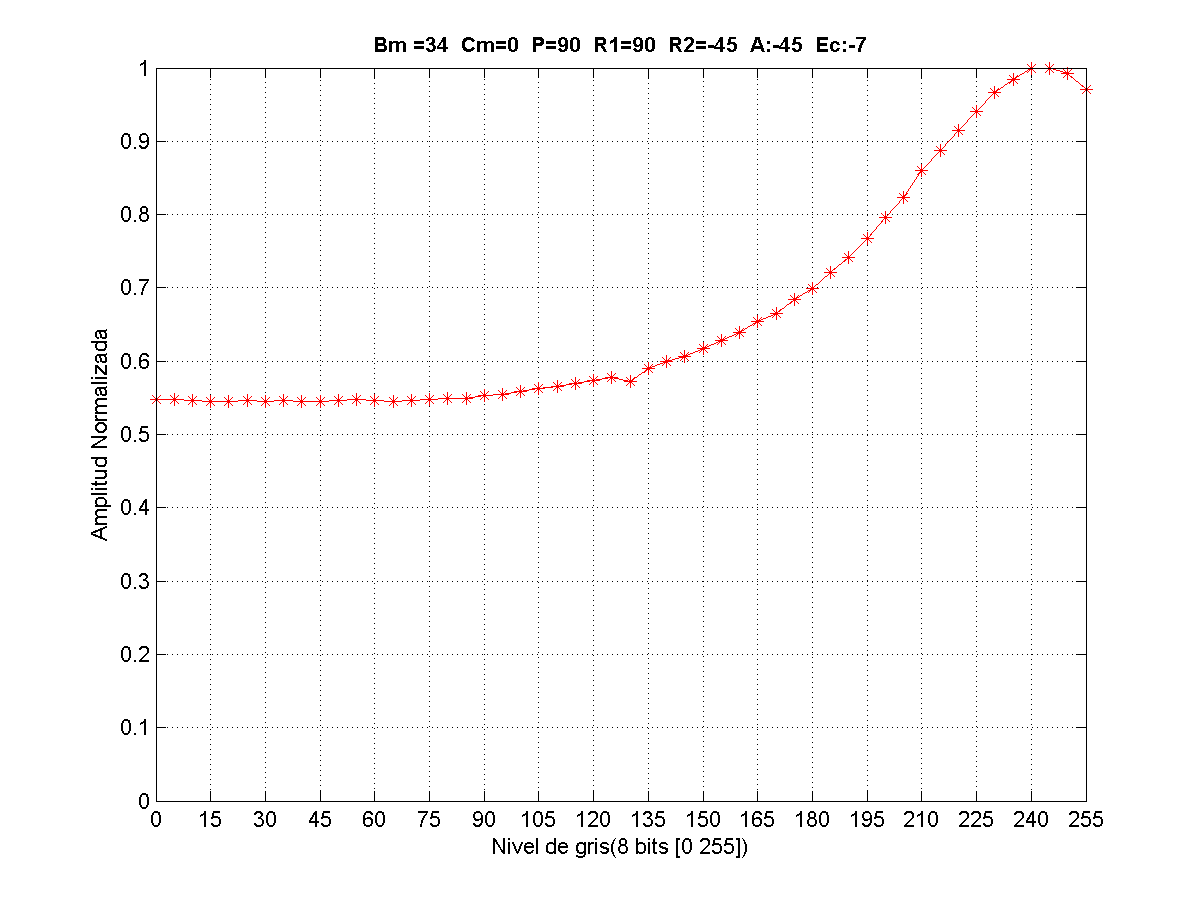 Bm =34 Cm=0 P=90 R1=90 R2=-45 A:-45 Ec:-7
1
0.9
0.8
0.7
0.6
0.5
0.4
0.3
0.2
0.1
0
Amplitud Normalizada
0 15 30 45 60 75 90 105 120 135 150 165 180 195 210 225 240 255
Nivel de gris(8 bits [0 255])